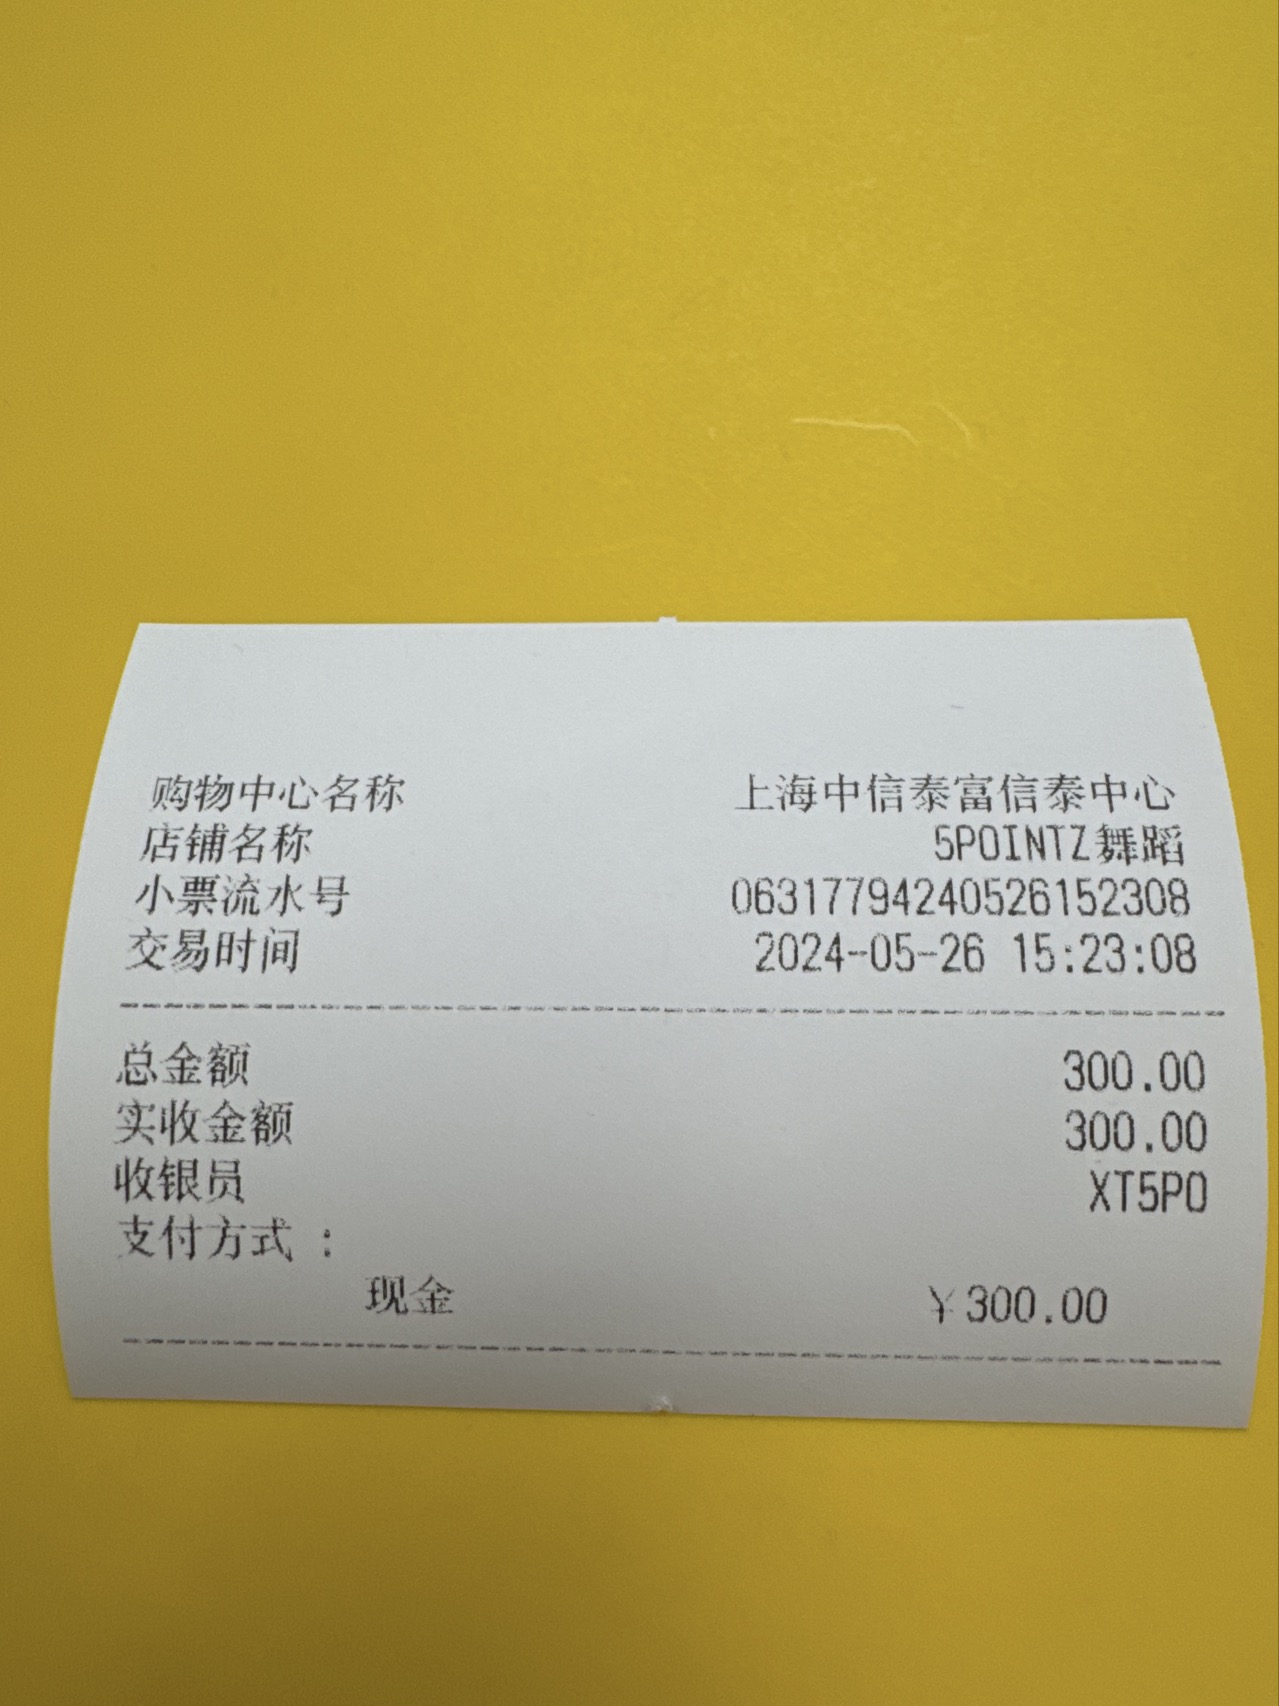 购物中心名称 上海中信泰富信泰中心
店铺名称 5POINTZ舞蹈
小票流水号 063177942405261523​08
交易时间 2024-05-26 15:23:08
总金额 300.00
实收金额 300.00
收银员 XT5PO
支付方式 :
现金 ￥300.00